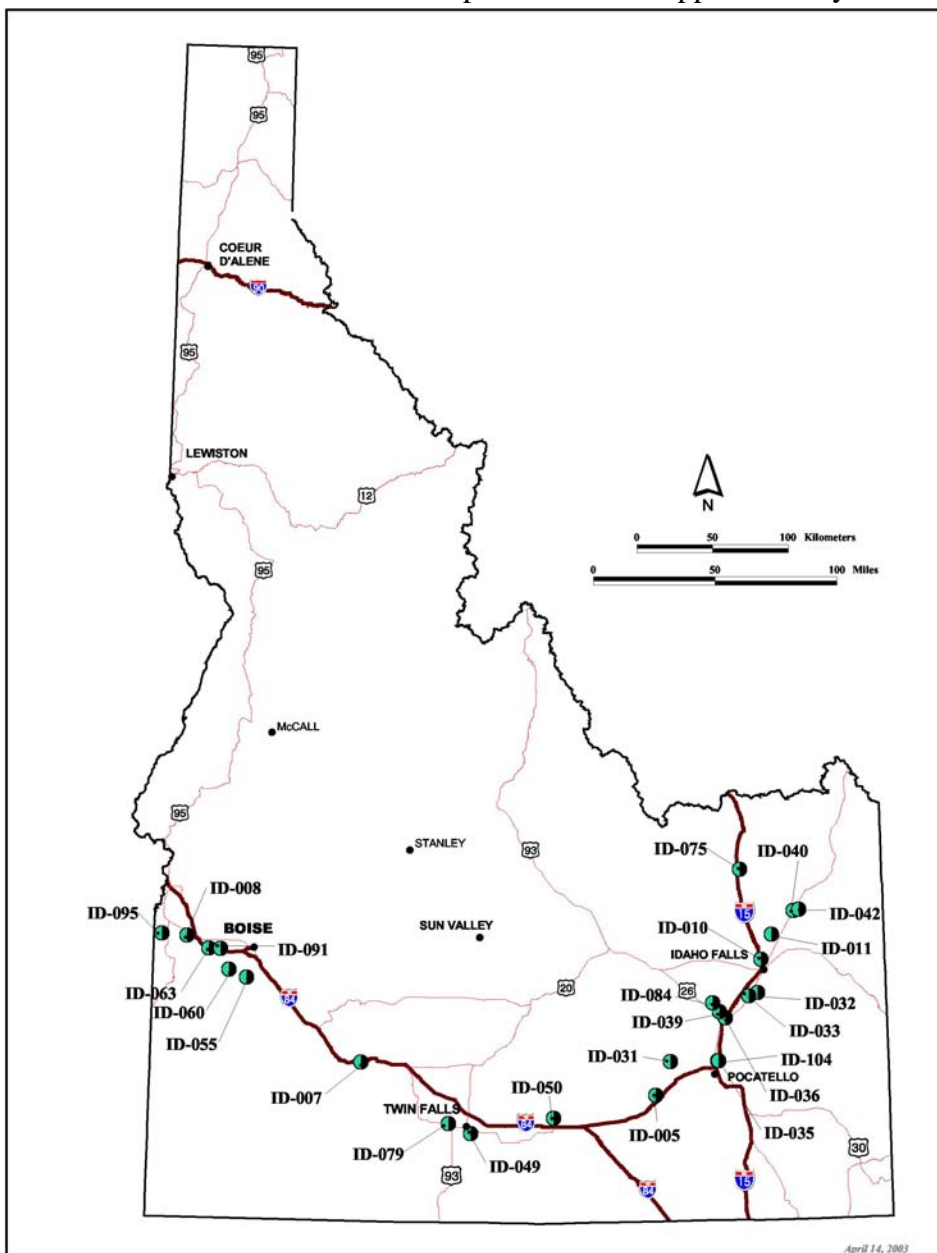 95
95
COEUR
D'ALENE
90
95
LEWISTON
12
N
0 50 100 Kilometers
0 50 100 Miles
95
McCALL
95
STANLEY
93
ID-075
ID-040
ID-008
ID-095
BOISE
SUN VALLEY
15
ID-042
ID-010
ID-091
ID-011
IDAHO FALLS
ID-063
ID-060
84
20
26
ID-084
ID-032
ID-055
ID-039
ID-033
ID-031
ID-104
POCATELLO
ID-007
ID-050
ID-036
TWIN FALLS
84
ID-005
ID-035
ID-079
ID-049
30
93
84
15
April 14, 2003